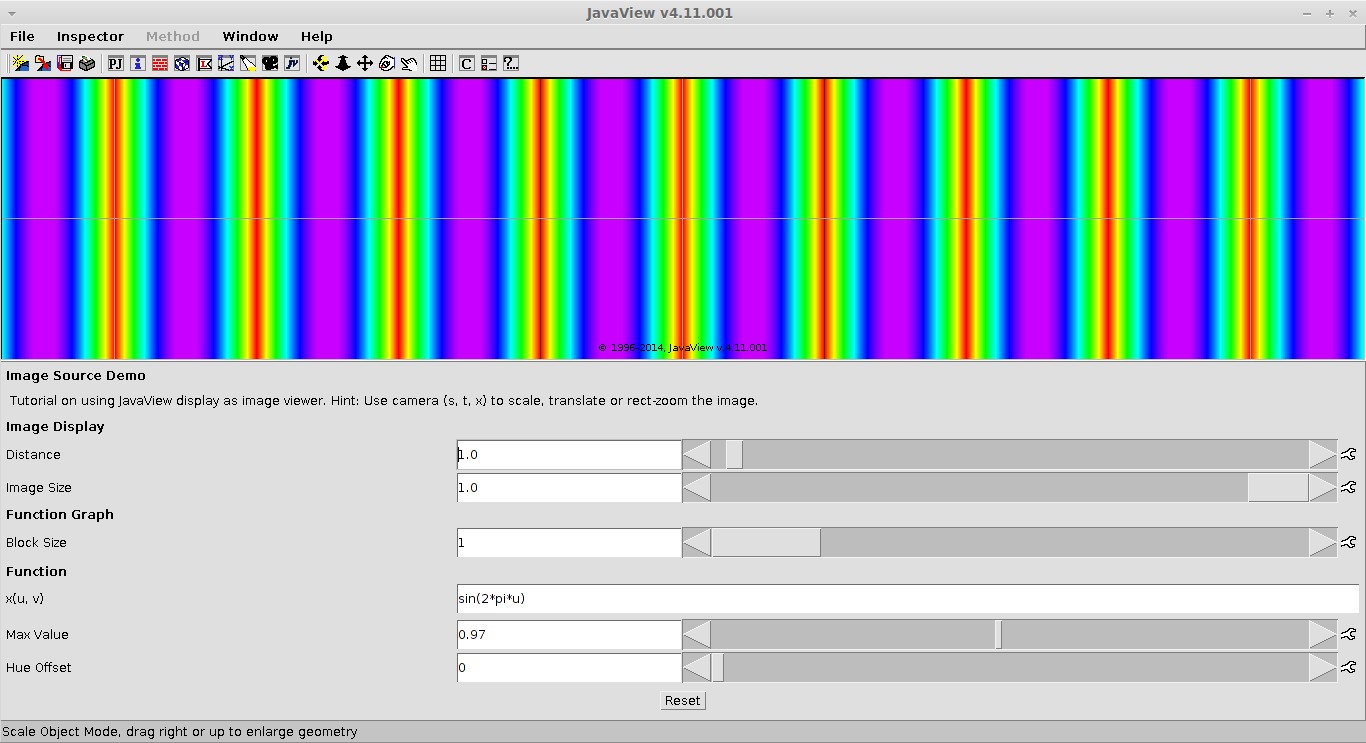 JavaView v4.11.001
File Inspector Method Window Help
PJ i JV C ?...
© 1996-2014, JavaView v.4.11.001
Image Source Demo
Tutorial on using JavaView display as image viewer. Hint: Use camera (s, t, x) to scale, translate or rect-zoom the image.
Image Display
Distance 1.0
Image Size 1.0
Function Graph
Block Size 1
Function
x(u, v) sin(2*pi*u)
Max Value 0.97
Hue Offset 0
Reset
Scale Object Mode, drag right or up to enlarge geometry